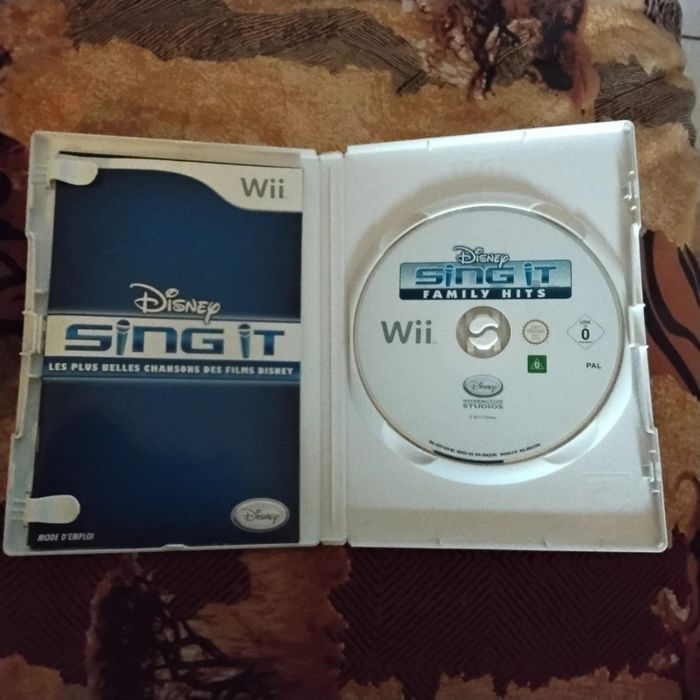 Wii
Disney
SING IT
LES PLUS BELLES CHANSONS DES FILMS DISNEY
Disney
MODE D'EMPLOI
Disney
SING IT
FAMILY HITS
Wii
USK
0
PAL
Disney
INTERACTIVE
STUDIOS